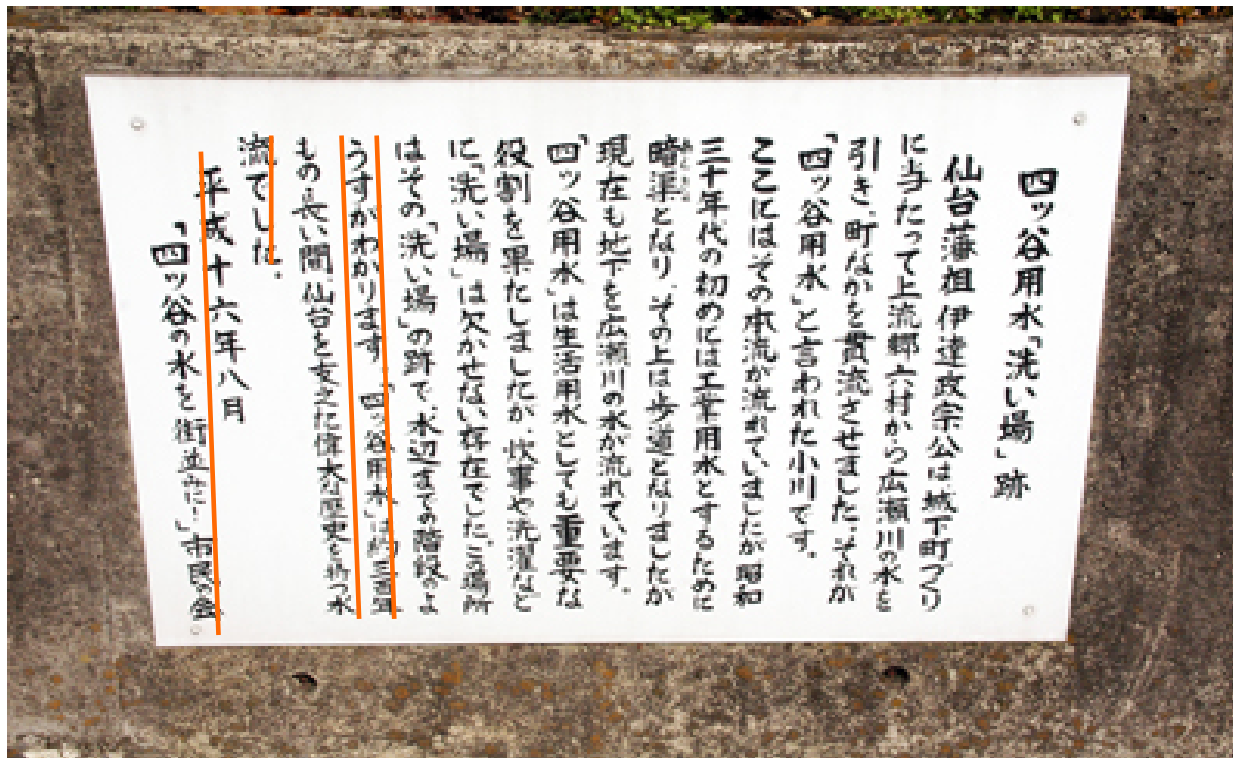 四ッ谷用水「洗い場」跡
仙台藩祖伊達政宗公は、城下町づくり
に当たって上流郷六村から広瀬川の水を
引き、町なかを貫流させました。それが
「四ッ谷用水」と言われた小川です。
ここにはその本流が流れていましたが昭和
三十年代の初めには工業用水とするために
暗渠となり、その上は歩道となりましたが
現在も地下を広瀬川の水が流れています。
「四ッ谷用水」は生活用水としても重要な
役割を果たしましたが、炊事や洗濯など
に「洗い場」は欠かせない存在でした。この場所
はその「洗い場」の跡で、水辺までの階段のよ
うすがわかります。「四ッ谷用水」は約三百年
もの長い間、仙台を支えた偉大な歴史を持つ水
流でした。
平成十六年八月
「四ッ谷の水を街並みに！」市民の会